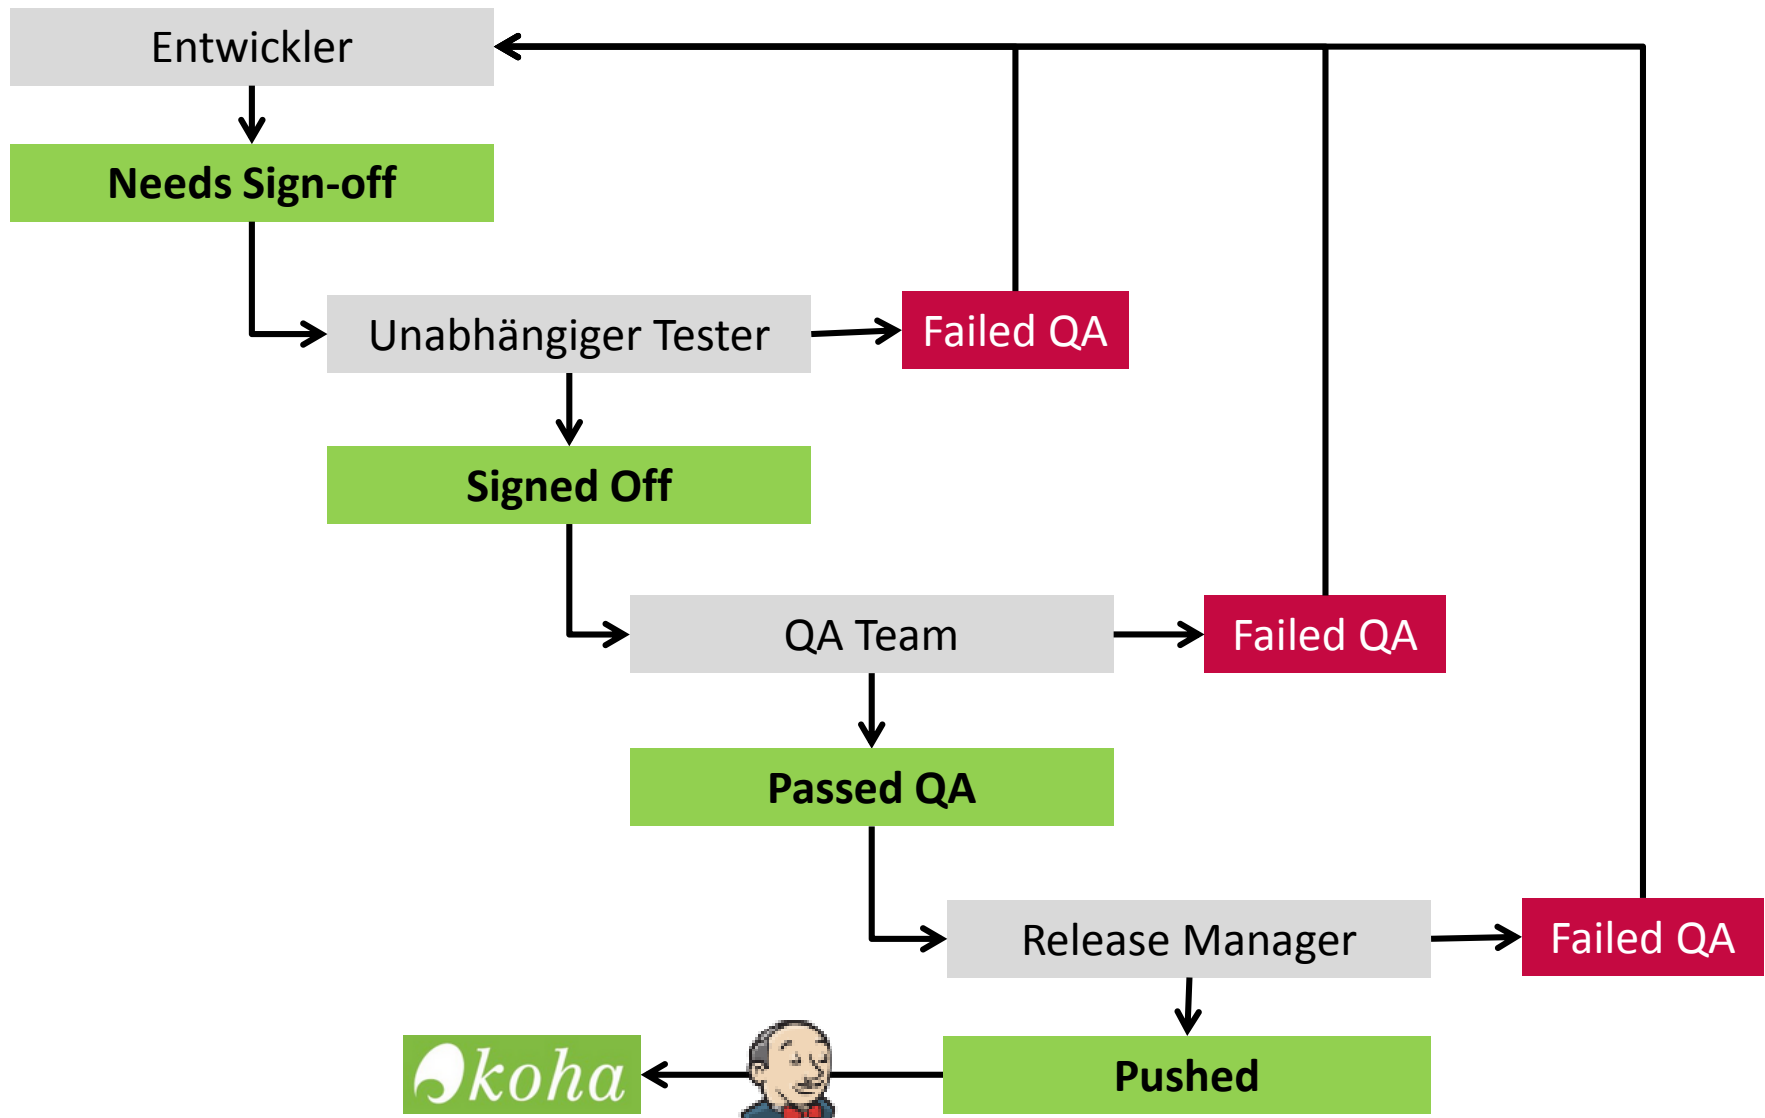 Entwickler
Needs Sign-off
Unabhängiger Tester
Failed QA
Signed Off
QA Team
Failed QA
Passed QA
Release Manager
Failed QA
koha
Pushed